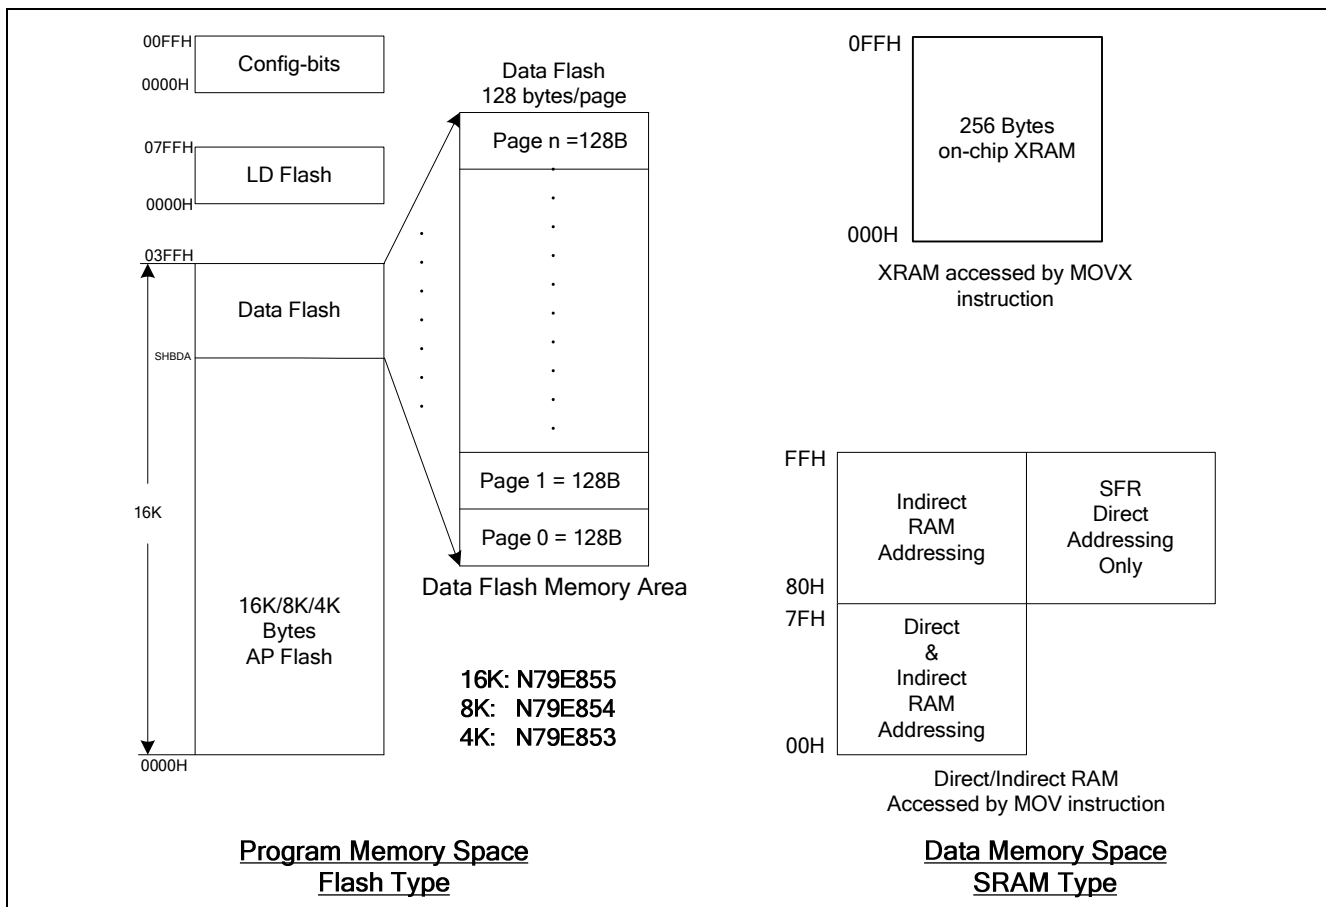 00FFH
Config-bits
0000H
07FFH
LD Flash
0000H
03FFH
Data Flash
SHBDA
16K
16K/8K/4K
Bytes
AP Flash
0000H
Data Flash
128 bytes/page
Page n =128B
Page 1 = 128B
Page 0 = 128B
Data Flash Memory Area
16K: N79E855
8K: N79E854
4K: N79E853
Program Memory Space
Flash Type
0FFH
256 Bytes
on-chip XRAM
000H
XRAM accessed by MOVX
instruction
FFH
Indirect
RAM
Addressing
SFR
Direct
Addressing
Only
80H
7FH
Direct
&
Indirect
RAM
Addressing
00H
Direct/Indirect RAM
Accessed by MOV instruction
Data Memory Space
SRAM Type